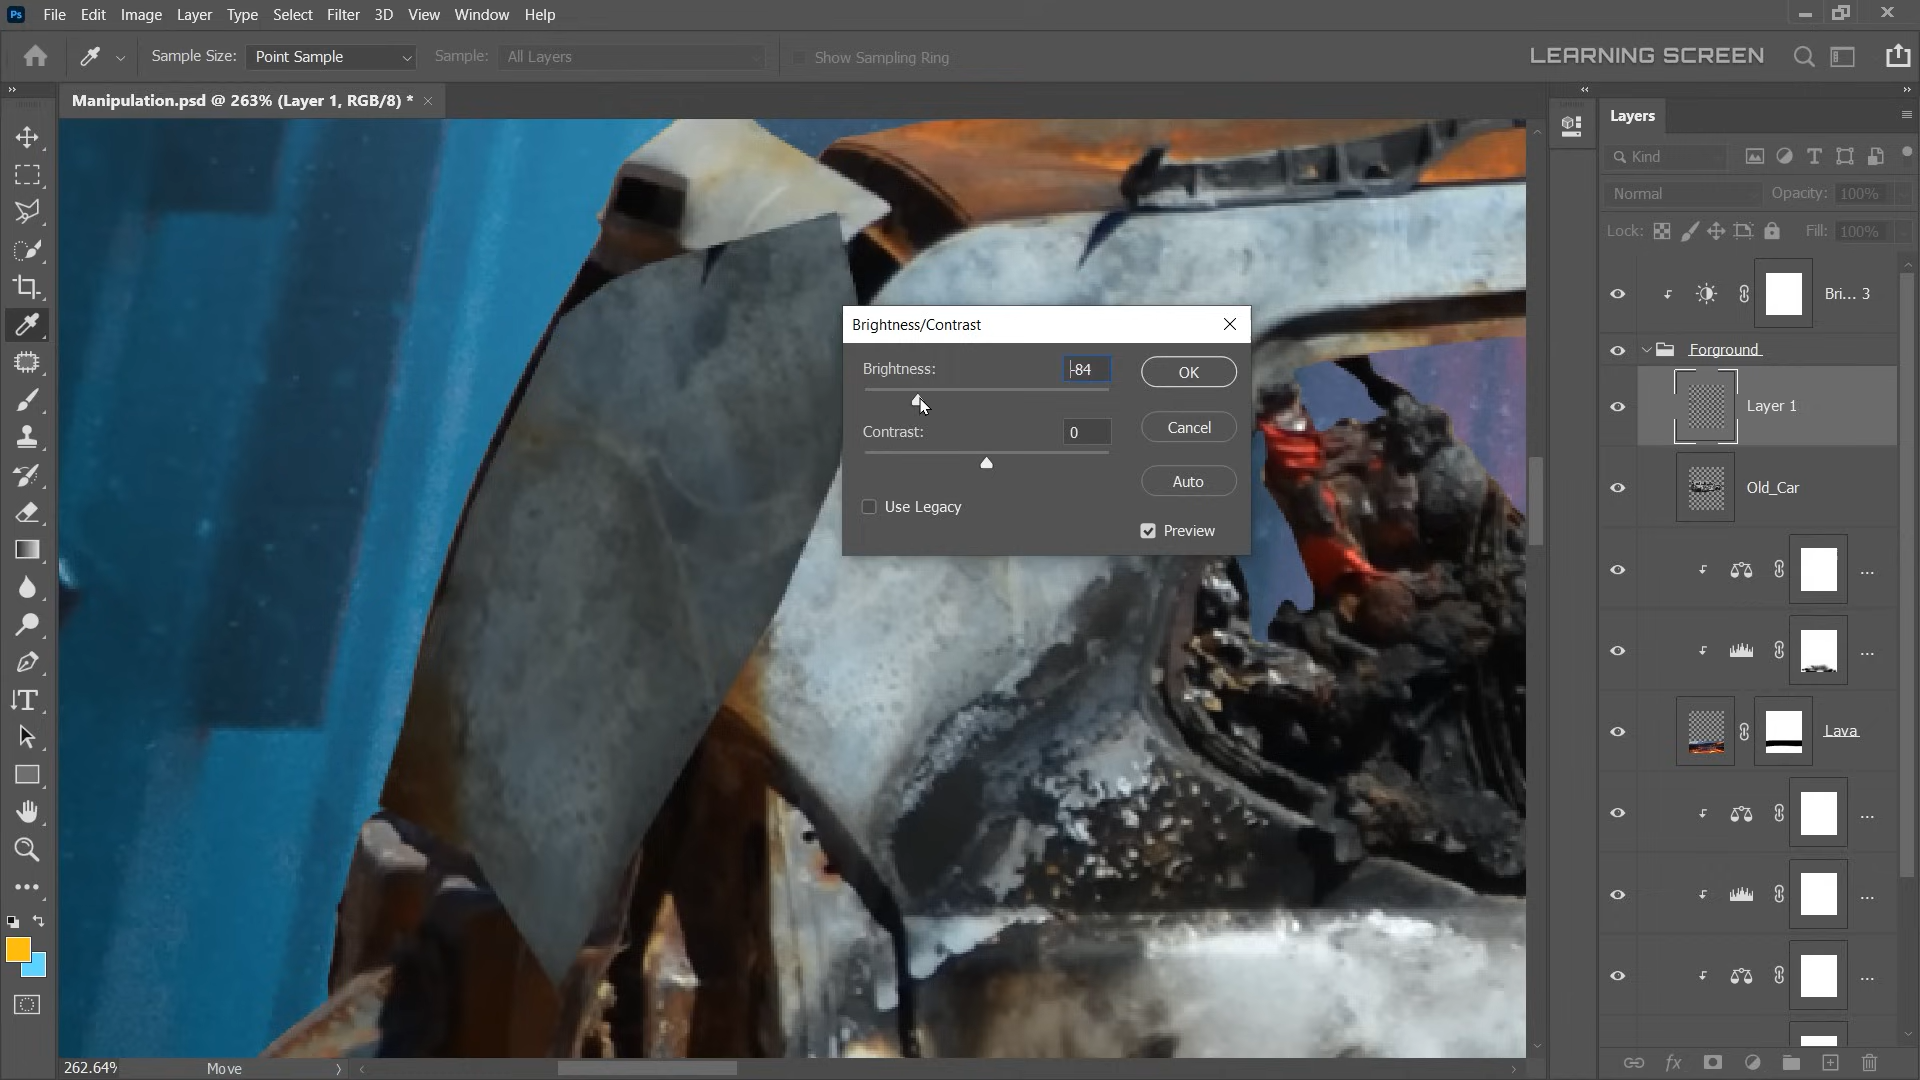 Ps File Edit Image Layer Type Select Filter 3D View Window Help
Sample Size: Point Sample Sample: All Layers Show Sampling Ring LEARNING SCREEN
Manipulation.psd @ 263% (Layer 1, RGB/8) *
Layers
Kind
Normal Opacity: 100%
Lock: Fill: 100%
Bri... 3
Forground
Layer 1
Old_Car
...
...
Lava
...
...
...
Brightness/Contrast
Brightness: -84 OK
Contrast: 0 Cancel
Auto
Use Legacy
Preview
262.64% Move
fx